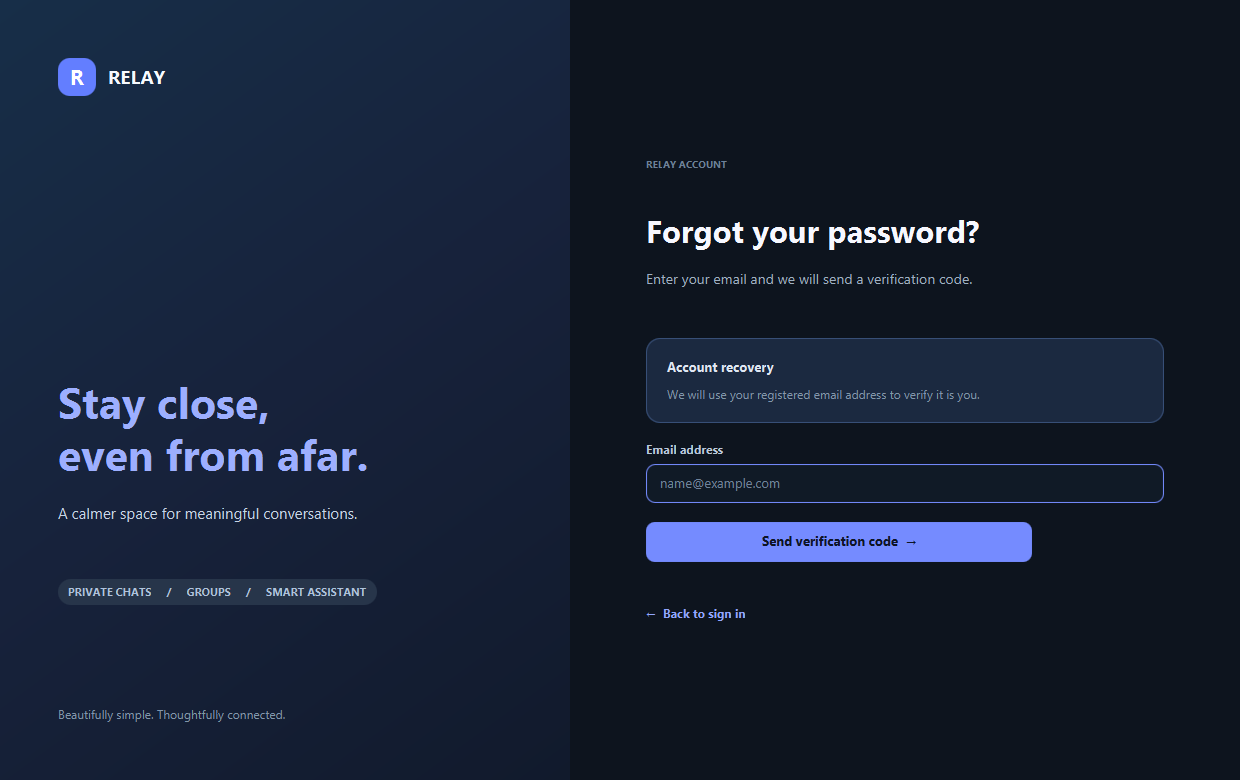 R RELAY
Stay close,
even from afar.
A calmer space for meaningful conversations.
PRIVATE CHATS / GROUPS / SMART ASSISTANT
Beautifully simple. Thoughtfully connected.
RELAY ACCOUNT
Forgot your password?
Enter your email and we will send a verification code.
Account recovery
We will use your registered email address to verify it is you.
Email address
name@example.com
Send verification code →
← Back to sign in